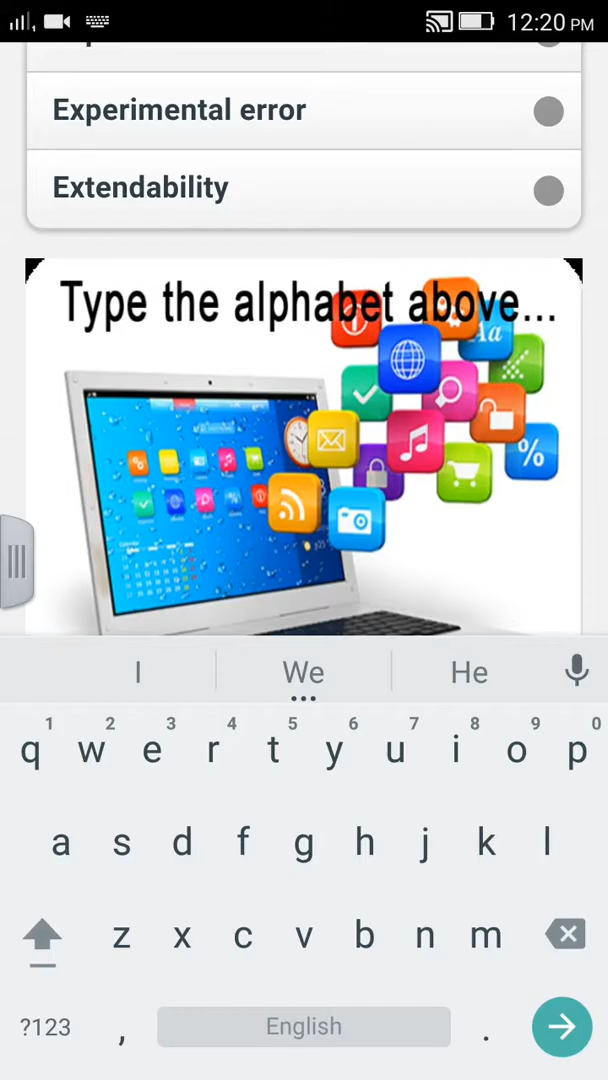 12:20 PM
Experimental error
Extendability
Type the alphabet above...
Aa
%
I We He
1 2 3 4 5 6 7 8 9 0
q w e r t y u i o p
a s d f g h j k l
z x c v b n m
?123 , English .